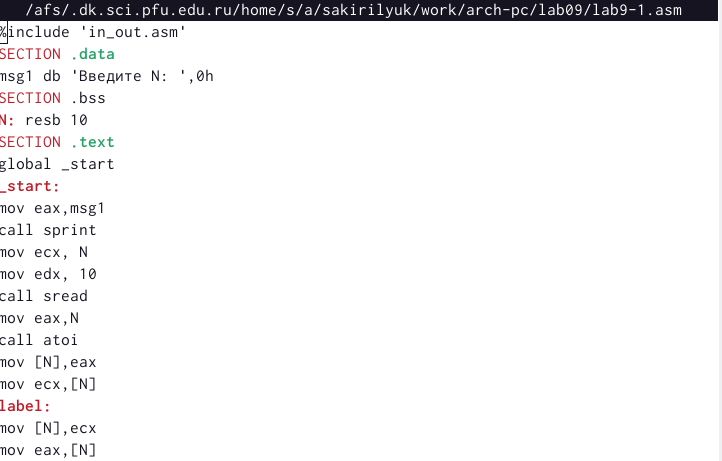 /afs/.dk.sci.pfu.edu.ru/home/s/a/sakirilyuk/work/arch-pc/lab09/lab9-1.asm
%include 'in_out.asm'
SECTION .data
msg1 db 'Введите N: ',0h
SECTION .bss
N: resb 10
SECTION .text
global _start
_start:
mov eax,msg1
call sprint
mov ecx, N
mov edx, 10
call sread
mov eax,N
call atoi
mov [N],eax
mov ecx,[N]
label:
mov [N],ecx
mov eax,[N]